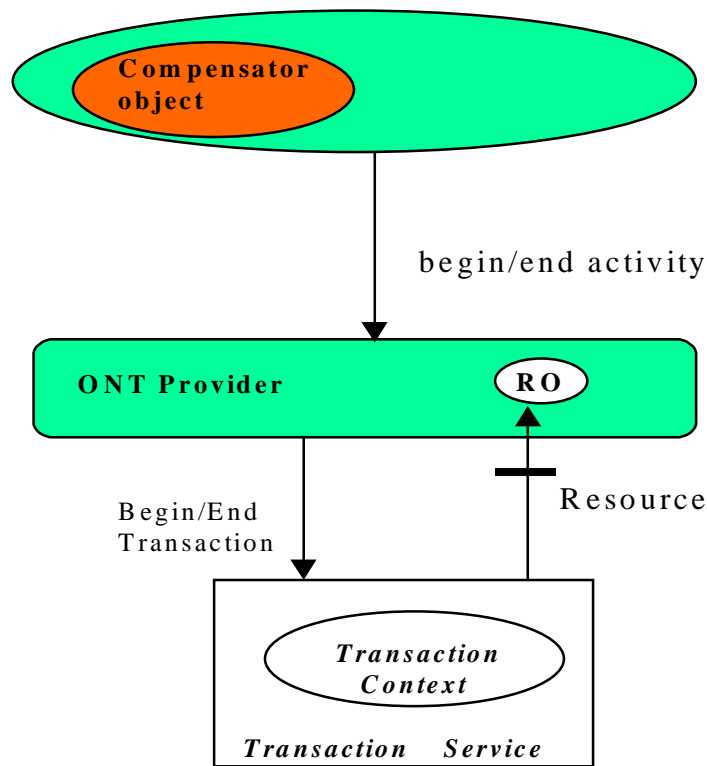 Compensator
object
begin/end activity
ONT Provider
RO
Resource
Begin/End
Transaction
Transaction
Context
Transaction Service